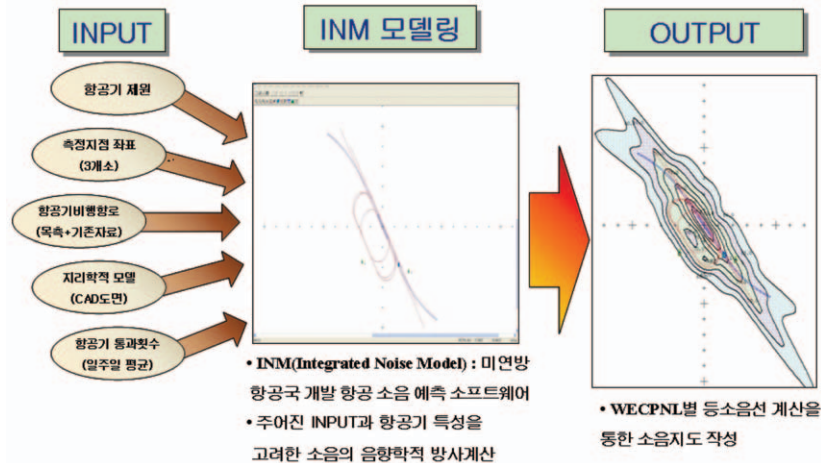 INPUT
INM 모델링
OUTPUT
항공기 제원
측정지점 좌표
(3개소)
항공기비행항로
(목측+기존자료)
지리학적 모델
(CAD도면)
항공기 통과횟수
(일주일 평균)
• INM(Integrated Noise Model) : 미연방
항공국 개발 항공 소음 예측 소프트웨어
• 주어진 INPUT과 항공기 특성을
고려한 소음의 음향학적 방사계산
• WECPNL별 등소음선 계산을
통한 소음지도 작성